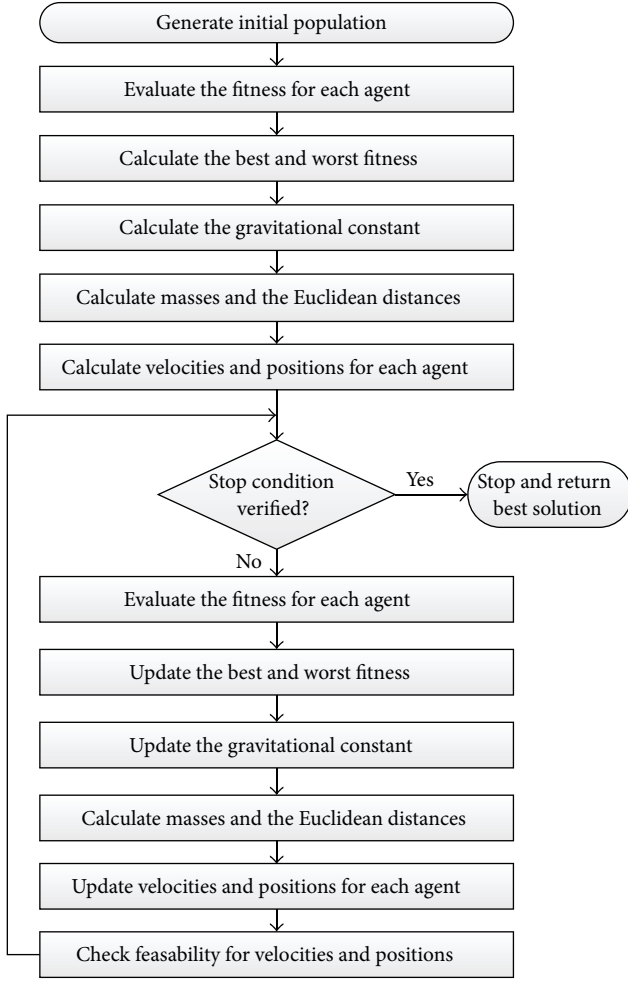 Generate initial population
Evaluate the fitness for each agent
Calculate the best and worst fitness
Calculate the gravitational constant
Calculate masses and the Euclidean distances
Calculate velocities and positions for each agent
Stop condition
verified?
Yes
Stop and return
best solution
No
Evaluate the fitness for each agent
Update the best and worst fitness
Update the gravitational constant
Calculate masses and the Euclidean distances
Update velocities and positions for each agent
Check feasability for velocities and positions